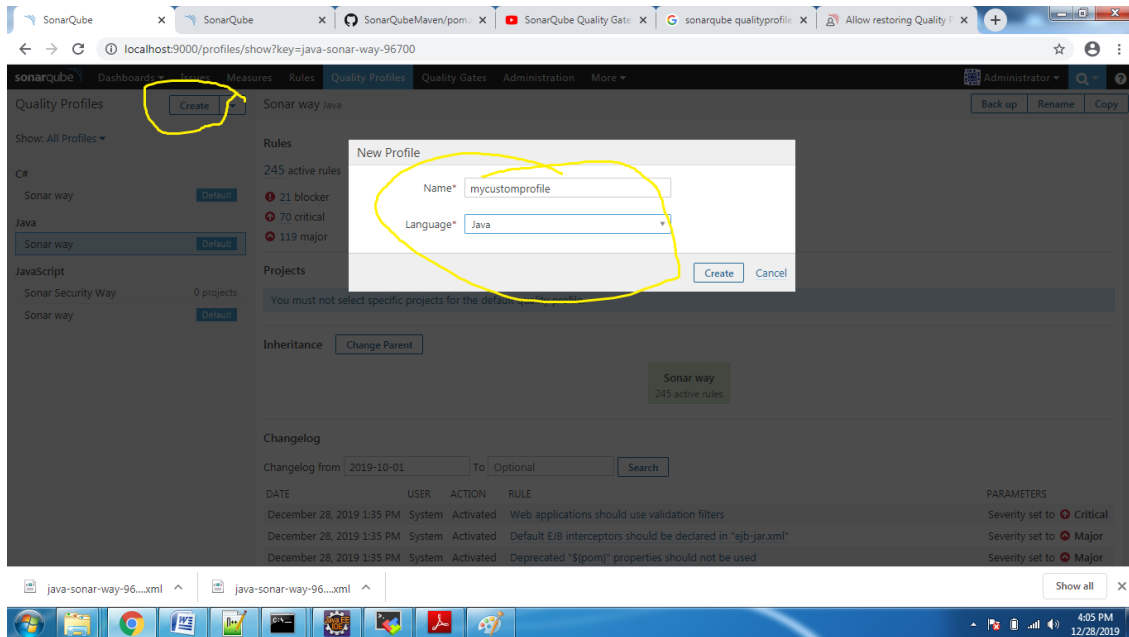 SonarQube
SonarQube
SonarQubeMaven/pom.
SonarQube Quality Gate
sonarqube qualityprofile
Allow restoring Quality P
localhost:9000/profiles/show?key=java-sonar-way-96700
sonarqube Dashboards Issues Measures Rules Quality Profiles Quality Gates Administration More Administrator
Quality Profiles Create
Sonar way Java Back up Rename Copy
Show: All Profiles
C#
Sonar way Default
Java
Sonar way Default
JavaScript
Sonar Security Way 0 projects
Sonar way Default
Rules
245 active rules
21 blocker
70 critical
119 major
New Profile
Name* mycustomprofile
Language* Java
Create Cancel
Projects
You must not select specific projects for the default quality profile
Inheritance Change Parent
Sonar way
245 active rules
Changelog
Changelog from 2019-10-01 To Optional Search
DATE USER ACTION RULE PARAMETERS
December 28, 2019 1:35 PM System Activated Web applications should use validation filters Severity set to Critical
December 28, 2019 1:35 PM System Activated Default EJB interceptors should be declared in "ejb-jar.xml" Severity set to Major
December 28, 2019 1:35 PM System Activated Deprecated "${pom}" properties should not be used Severity set to Major
java-sonar-way-96....xml
java-sonar-way-96....xml
Show all
4:05 PM
12/28/2019